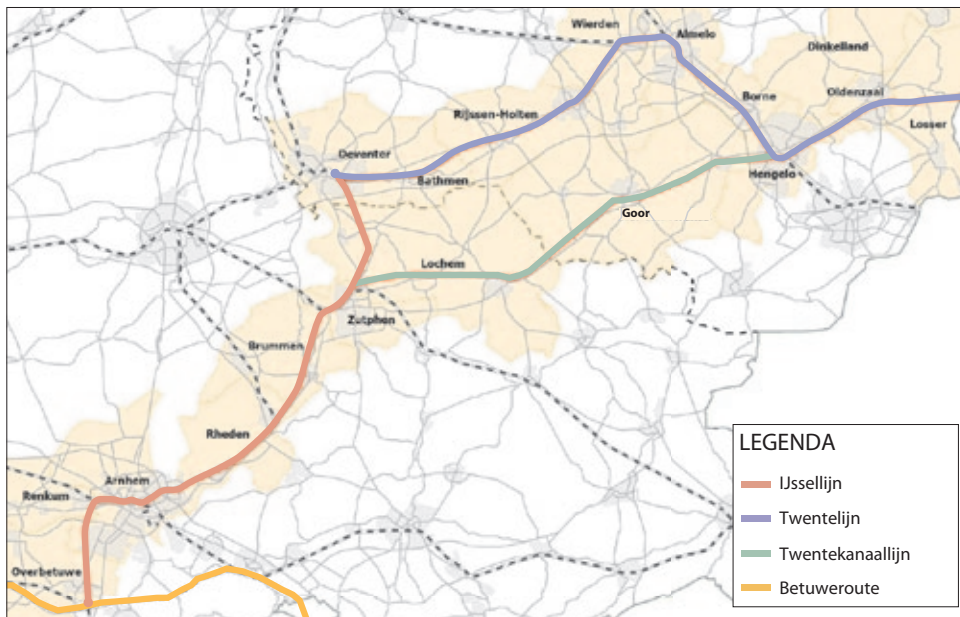 Wierden
Almelo
Dinkelland
Borne
Oldenzaal
Rijssen-Holten
Losser
Deventer
Bathmen
Hengelo
Goor
Lochem
Zutphen
Brummen
Rheden
Arnhem
Renkum
Overbetuwe
LEGENDA
IJssellijn
Twentelijn
Twentekanaallijn
Betuweroute